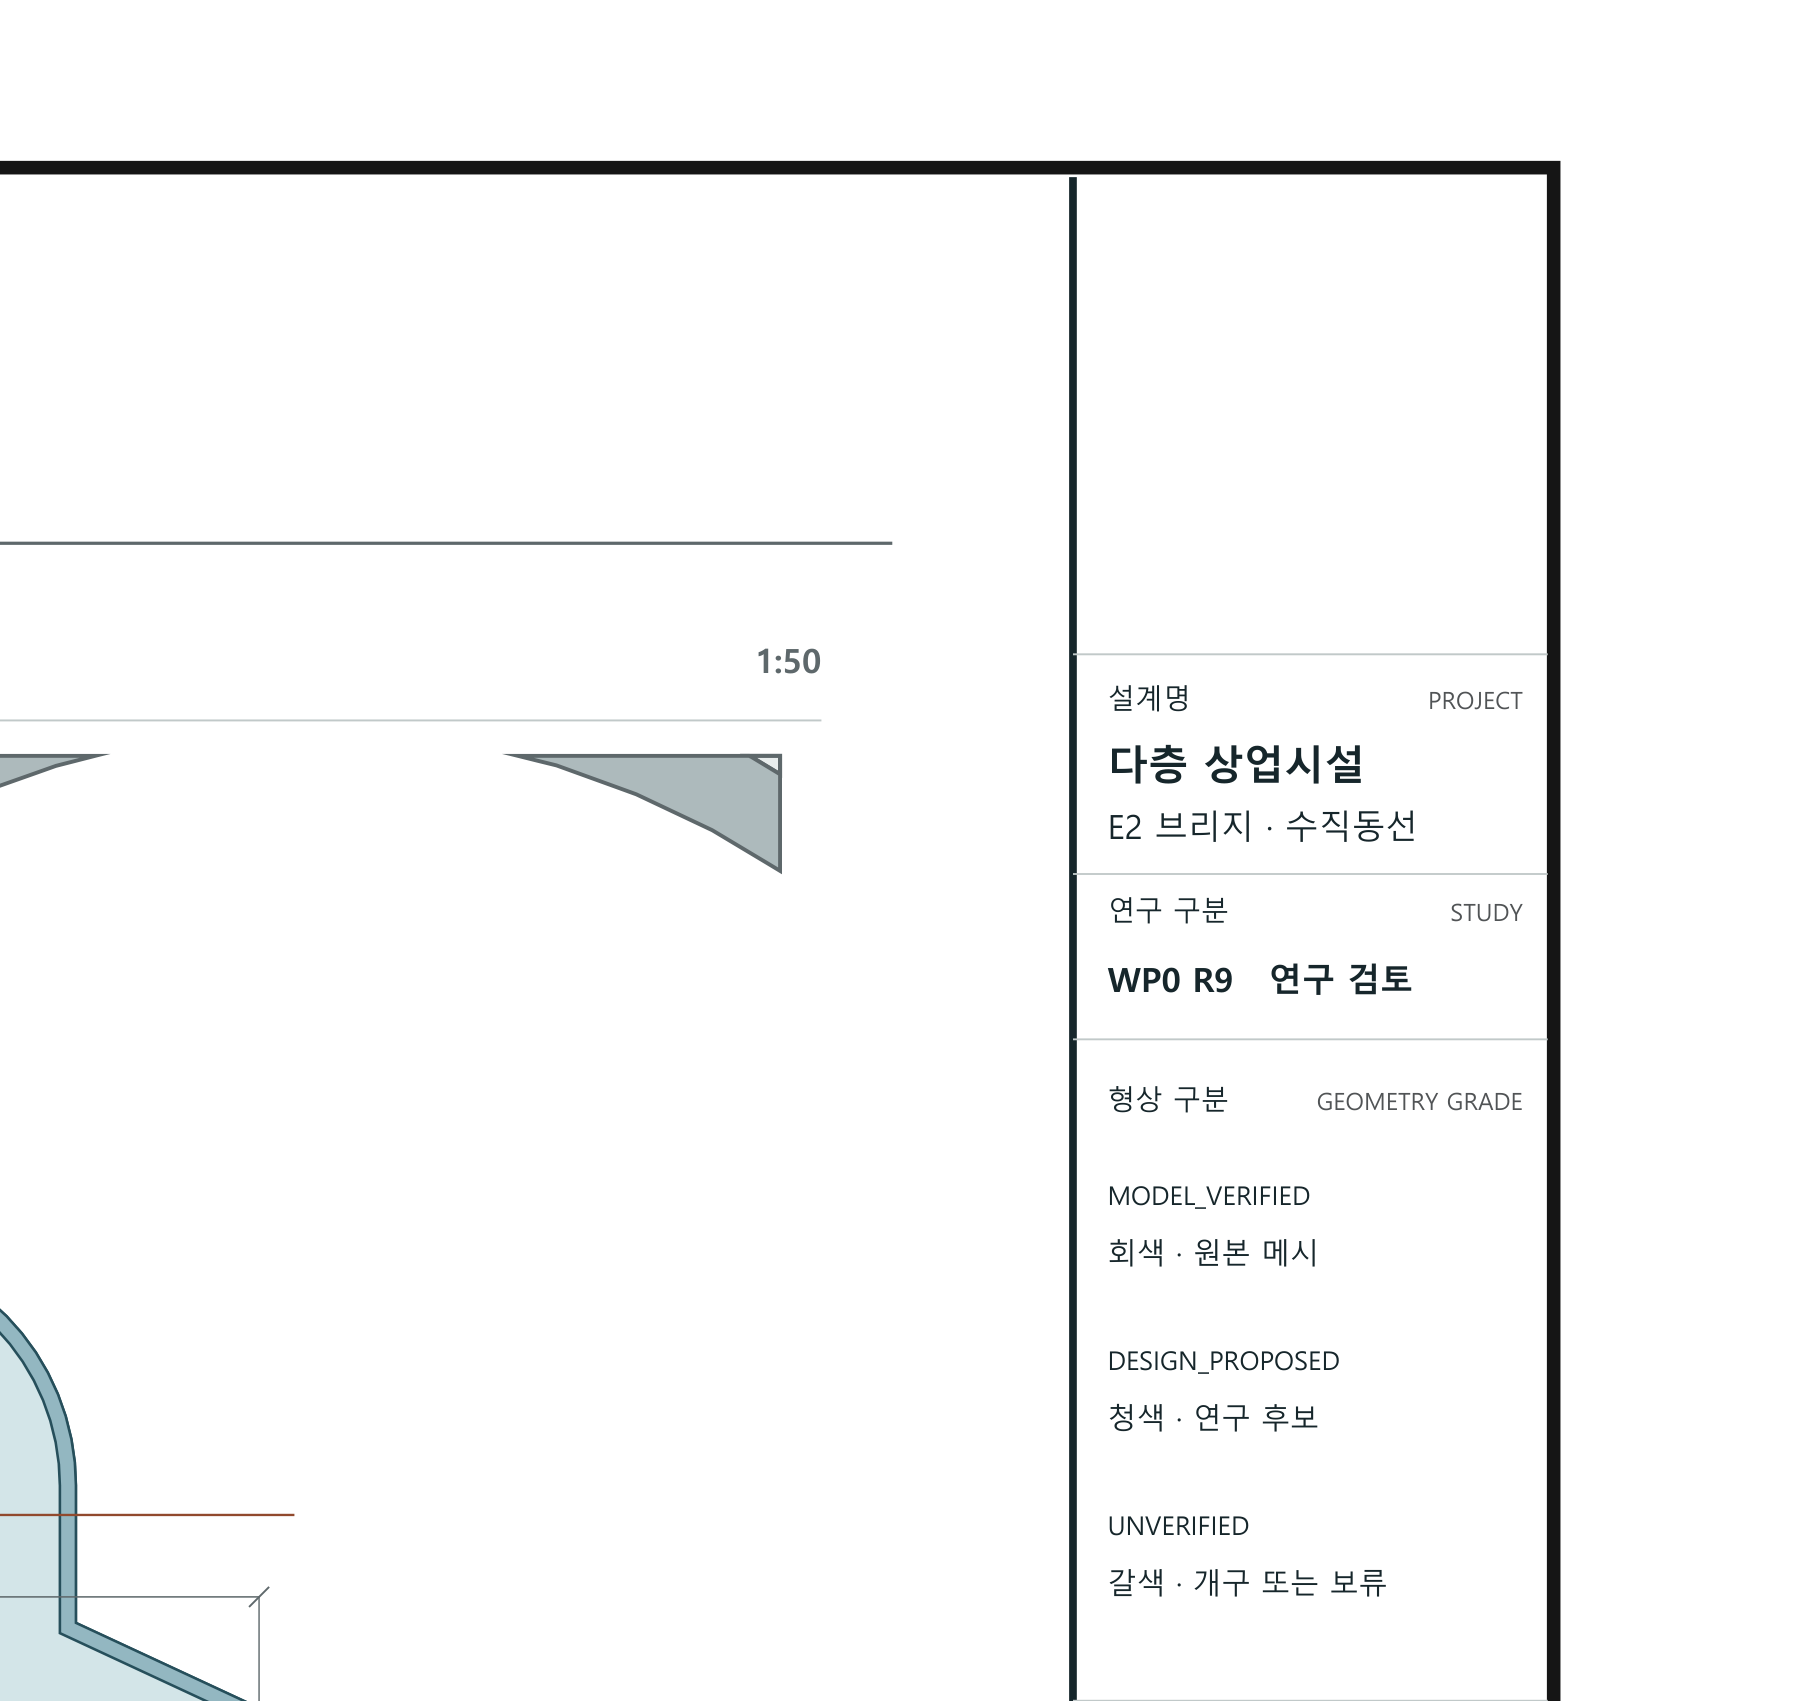 1:50
설계명 PROJECT
다층 상업시설
E2 브리지 · 수직동선
연구 구분 STUDY
WP0 R9 연구 검토
형상 구분 GEOMETRY GRADE
MODEL_VERIFIED
회색 · 원본 메시
DESIGN_PROPOSED
청색 · 연구 후보
UNVERIFIED
갈색 · 개구 또는 보류